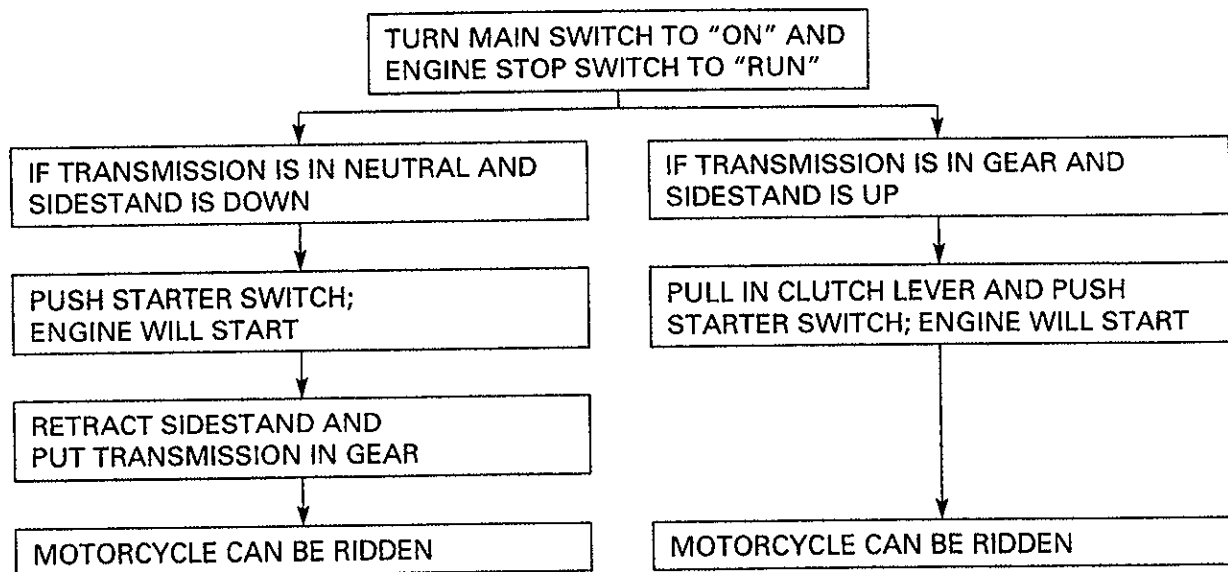 TURN MAIN SWITCH TO "ON" AND
ENGINE STOP SWITCH TO "RUN"
IF TRANSMISSION IS IN NEUTRAL AND
SIDESTAND IS DOWN
PUSH STARTER SWITCH;
ENGINE WILL START
RETRACT SIDESTAND AND
PUT TRANSMISSION IN GEAR
MOTORCYCLE CAN BE RIDDEN
IF TRANSMISSION IS IN GEAR AND
SIDESTAND IS UP
PULL IN CLUTCH LEVER AND PUSH
STARTER SWITCH; ENGINE WILL START
MOTORCYCLE CAN BE RIDDEN